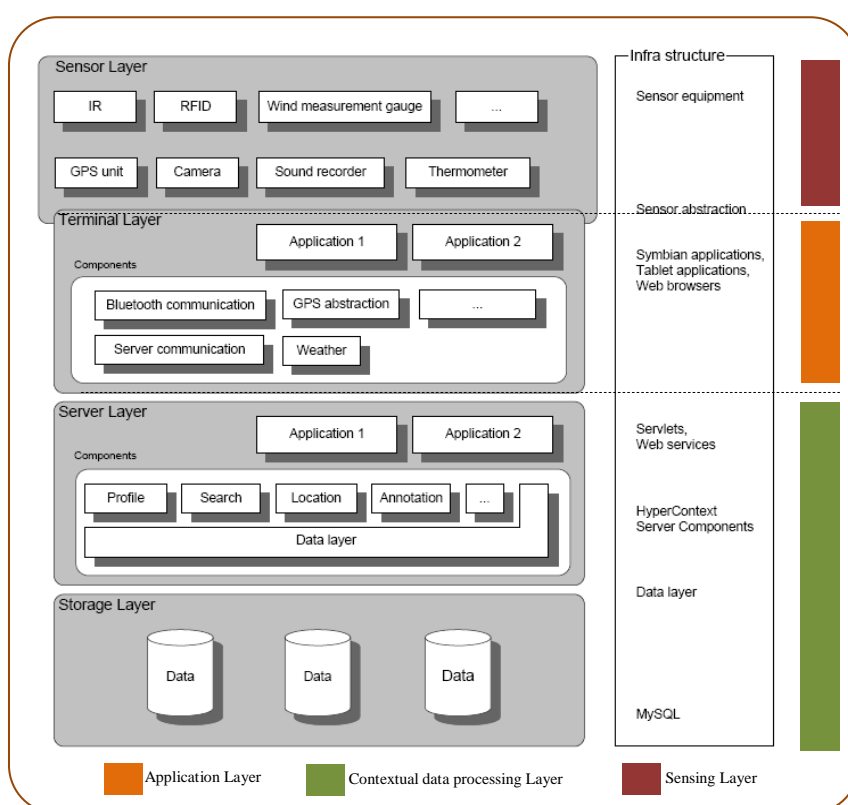 Sensor Layer
IR
RFID
Wind measurement gauge
...
GPS unit
Camera
Sound recorder
Thermometer
Terminal Layer
Application 1
Application 2
Components
Bluetooth communication
GPS abstraction
...
Server communication
Weather
Server Layer
Application 1
Application 2
Components
Profile
Search
Location
Annotation
...
Data layer
Storage Layer
Data
Data
Data
Infra structure
Sensor equipment
Sensor abstraction
Symbian applications,
Tablet applications,
Web browsers
Servlets,
Web services
HyperContext
Server Components
Data layer
MySQL
Application Layer
Contextual data processing Layer
Sensing Layer